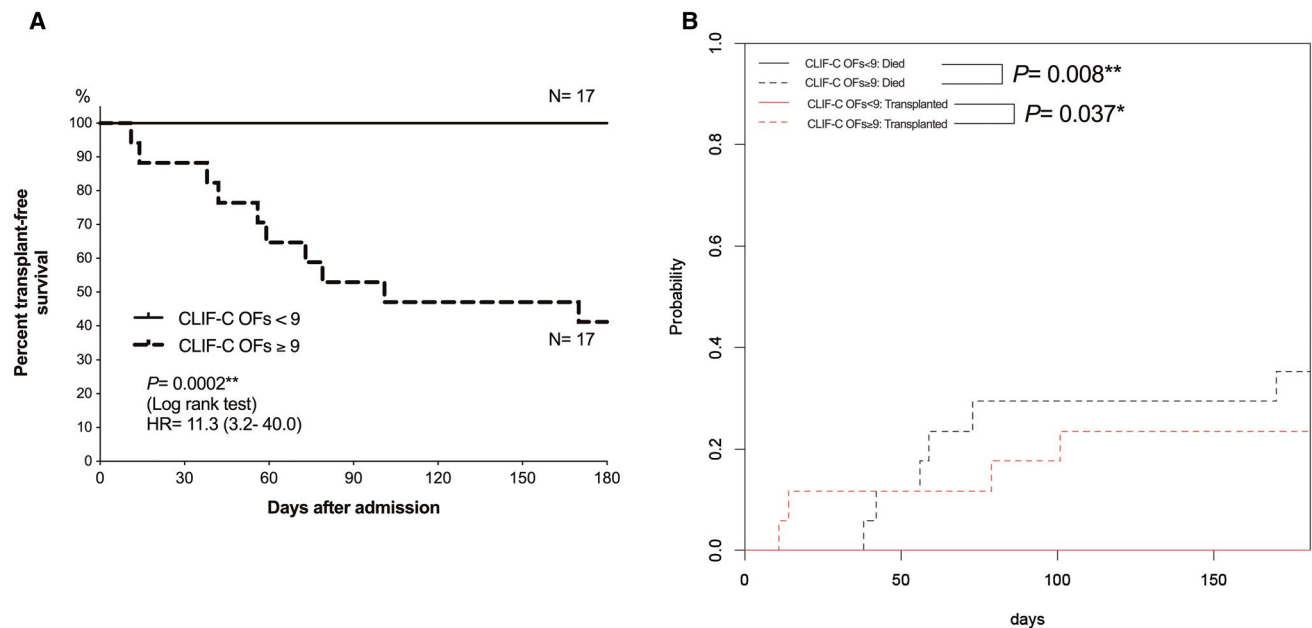 A
%
N= 17
100
90
80
70
60
50
40
30
20
10
0
Percent transplant-free
survival
CLIF-C OFs < 9
CLIF-C OFs ≥ 9
N= 17
P= 0.0002**
(Log rank test)
HR= 11.3 (3.2- 40.0)
0 30 60 90 120 150 180
Days after admission
B
1.0
0.8
0.6
0.4
0.2
0.0
Probability
CLIF-C OFs<9: Died
CLIF-C OFs≥9: Died
P= 0.008**
CLIF-C OFs<9: Transplanted
CLIF-C OFs≥9: Transplanted
P= 0.037*
0 50 100 150
days